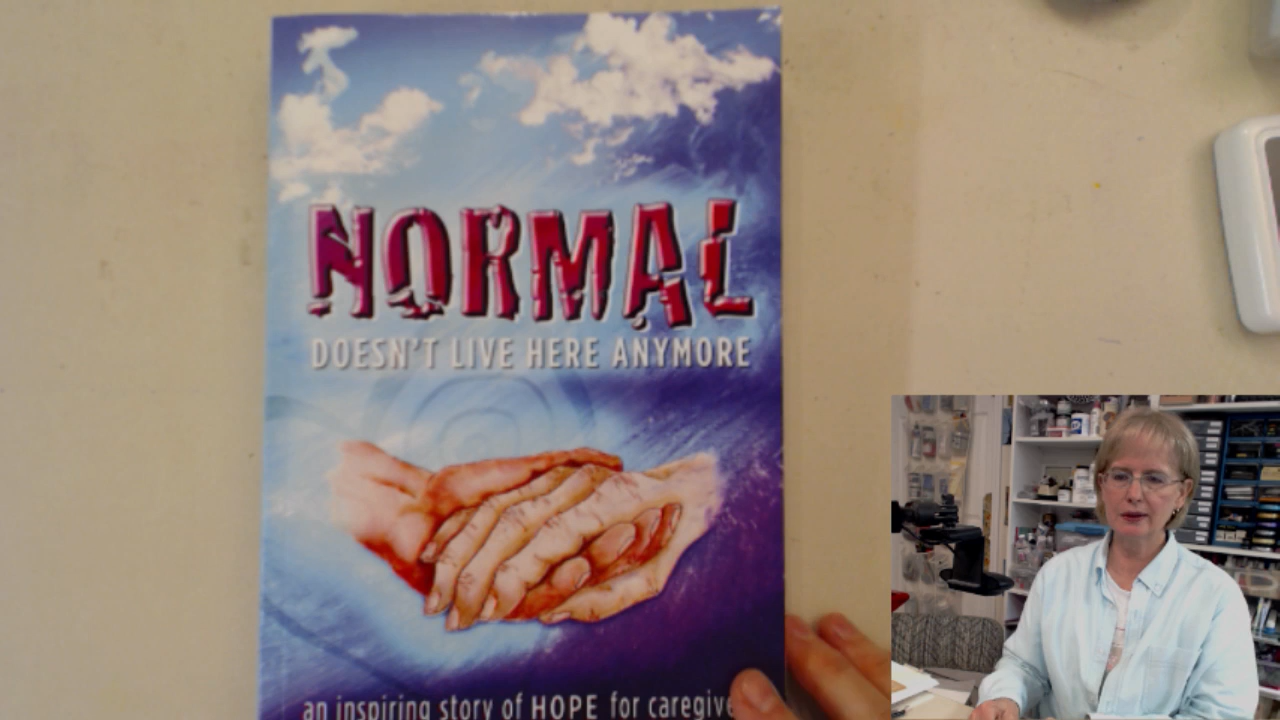 NORMAL
DOESN'T LIVE HERE ANYMORE
an inspiring story of HOPE for